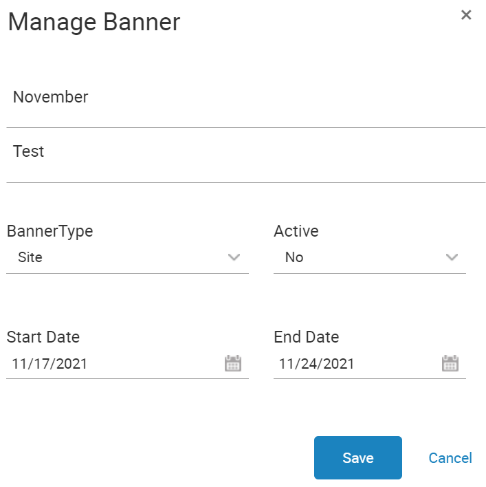 Manage Banner
November
Test
BannerType
Active
Site
No
Start Date
End Date
11/17/2021
11/24/2021
Save
Cancel